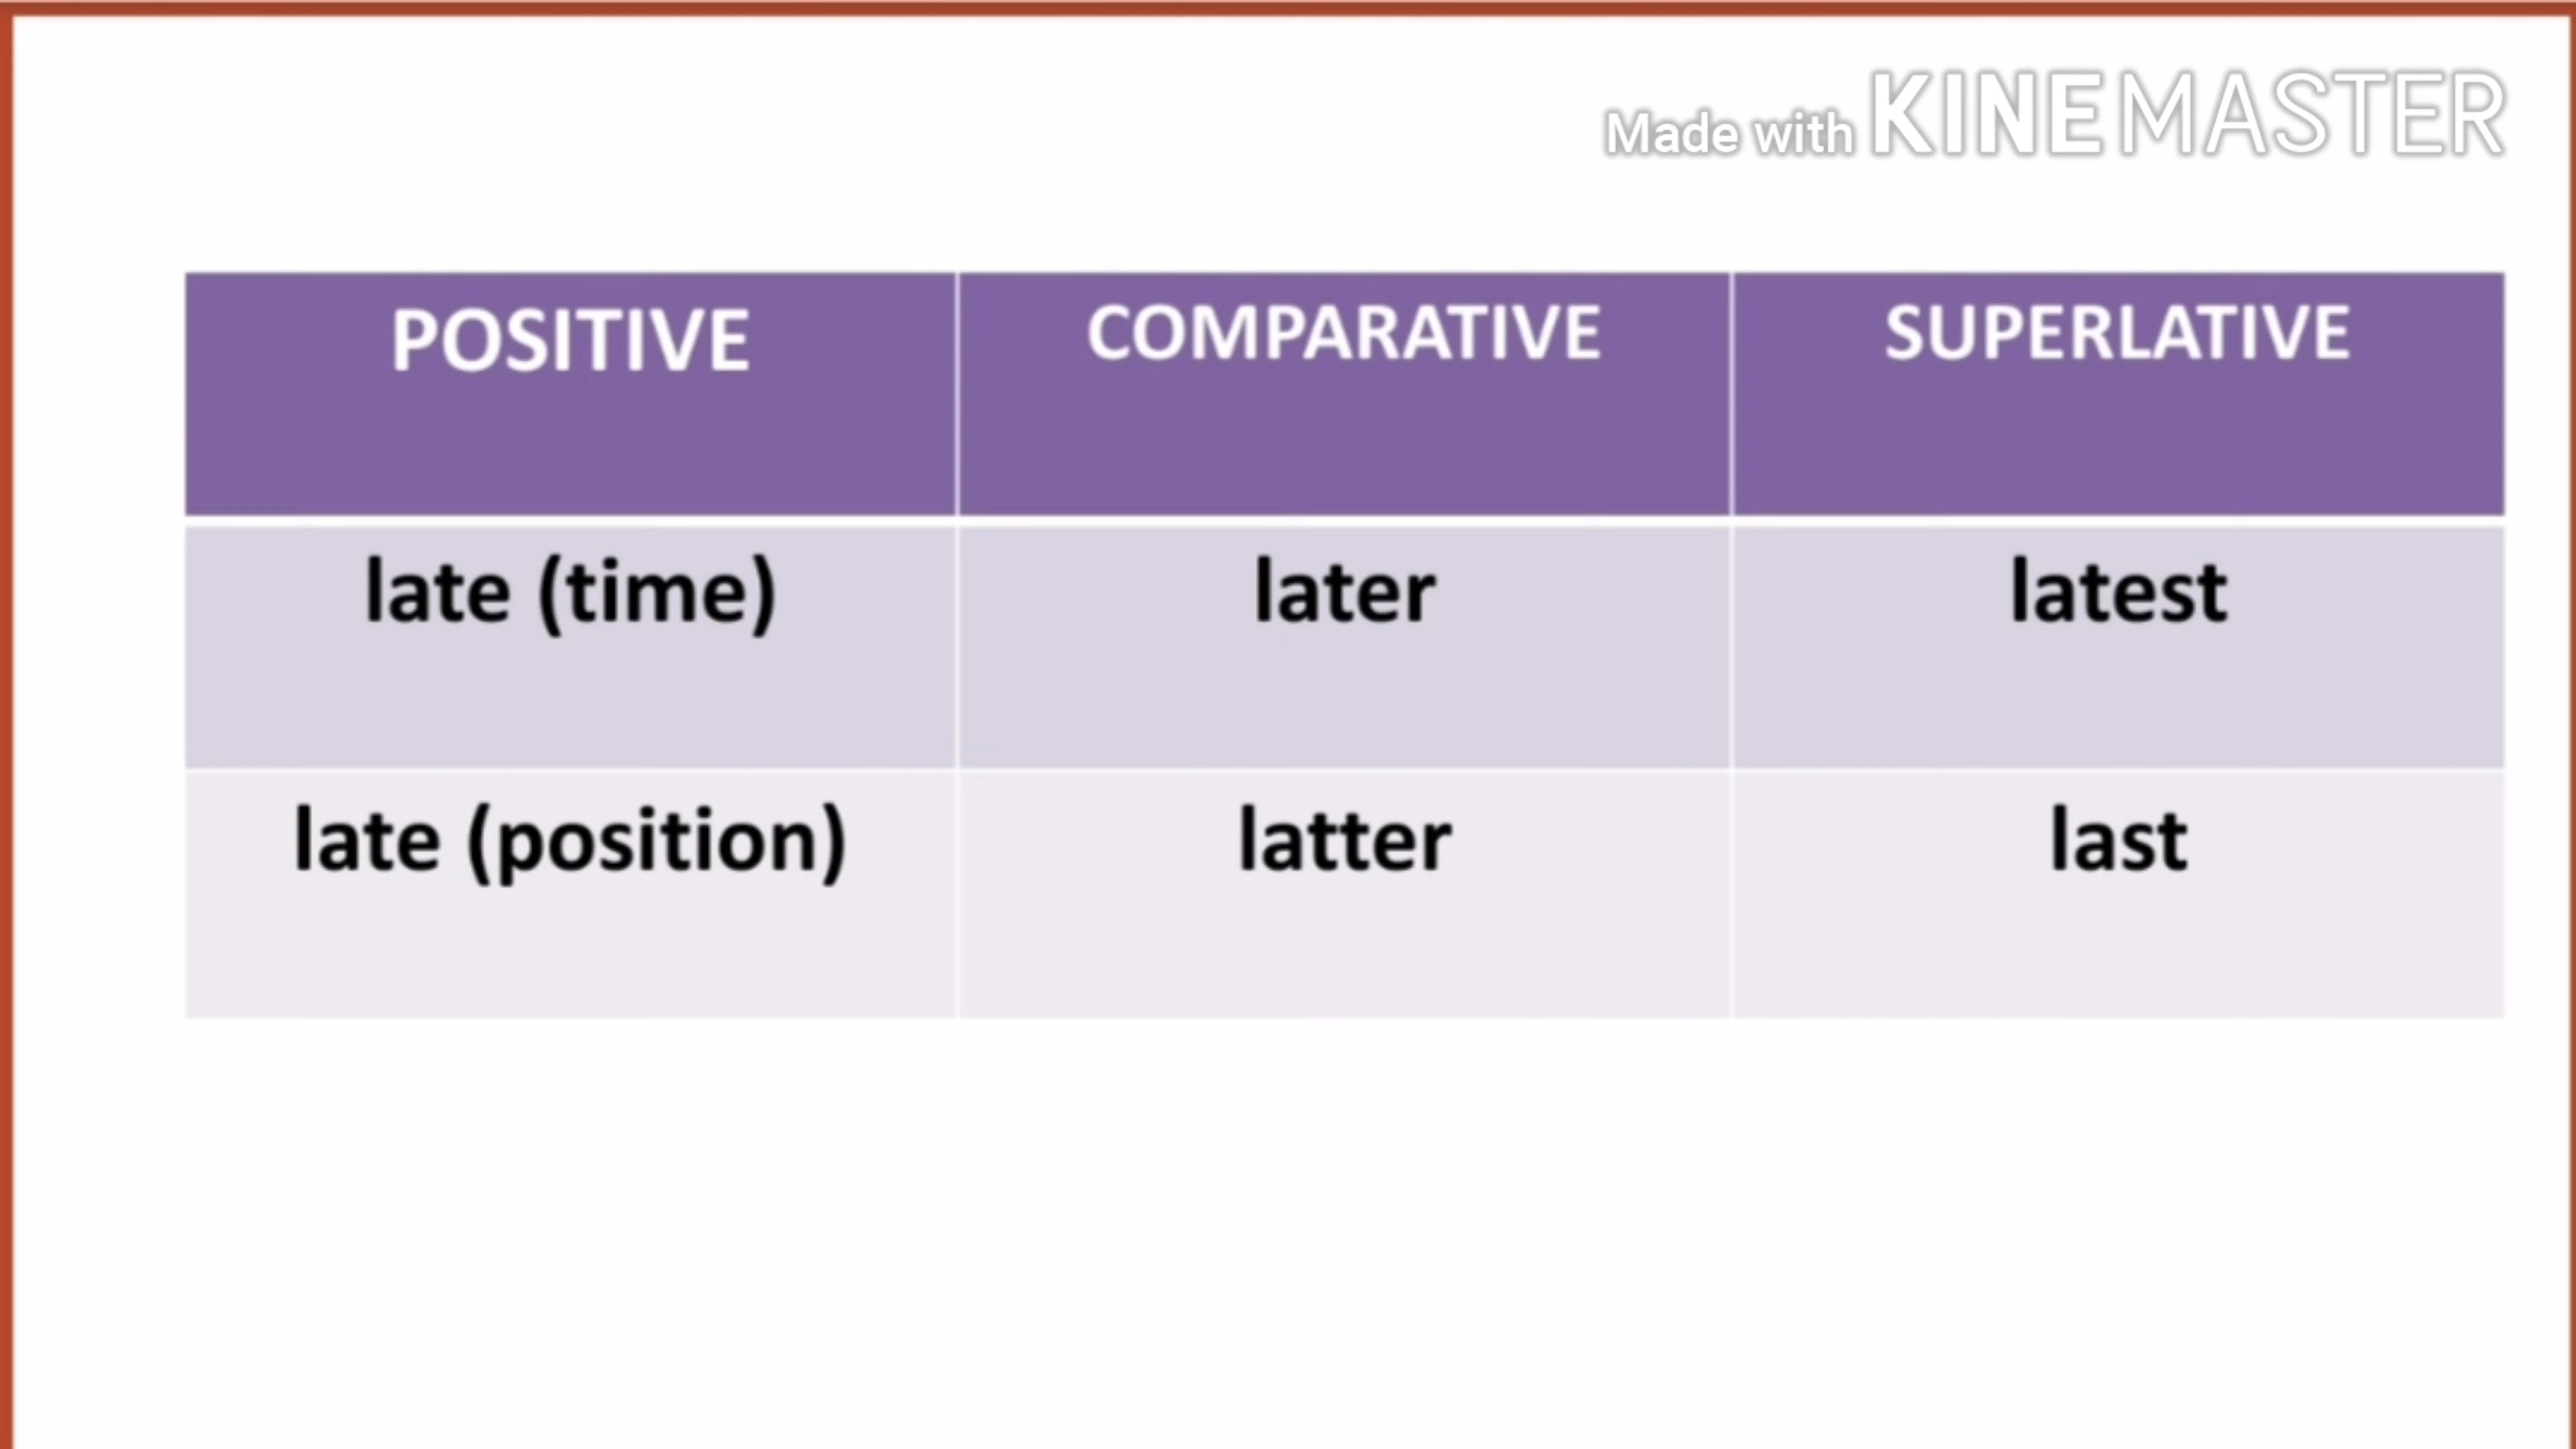 Made with KINEMASTER
POSITIVE COMPARATIVE SUPERLATIVE
late (time) later latest
late (position) latter last